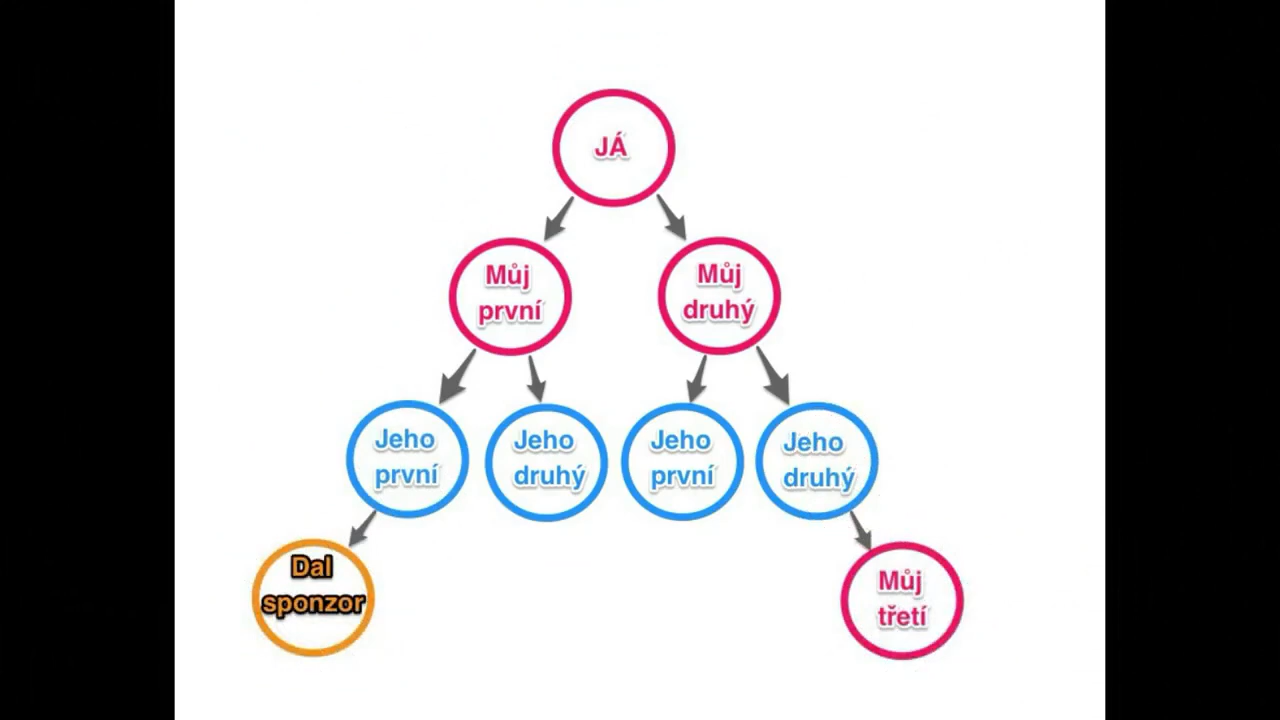 JÁ
Můj
první
Můj
druhý
Jeho
první
Jeho
druhý
Jeho
první
Jeho
druhý
Dal
sponzor
Můj
třetí